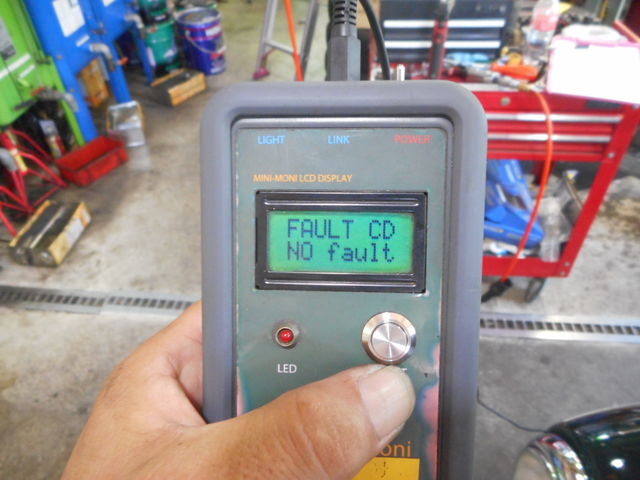 LIGHT LINK POWER
MINI-MONI LCD DISPLAY
FAULT CD
NO fault
LED